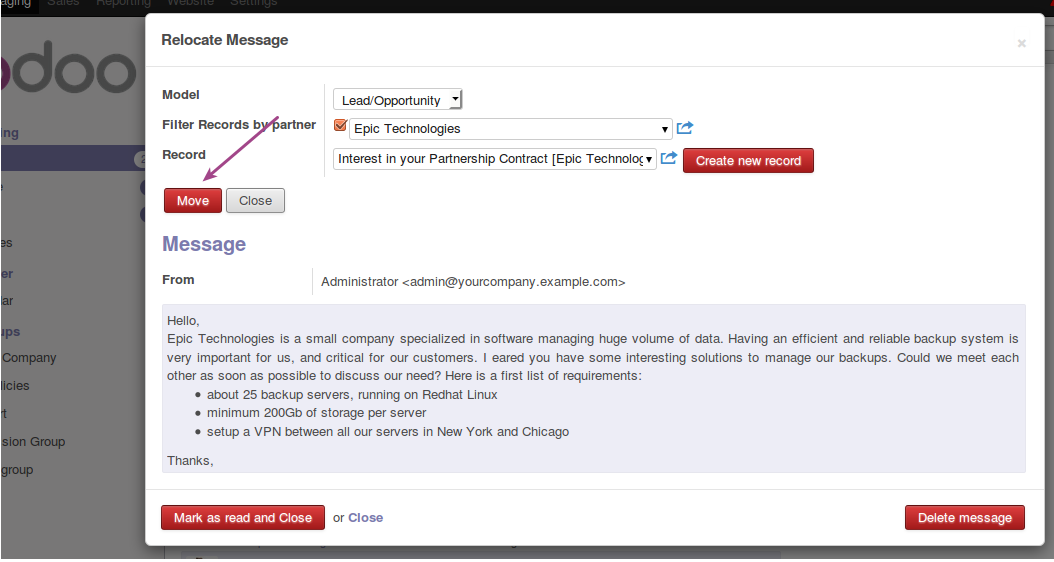 aging Sales Reporting Website Settings
Relocate Message
×
doo
Model
Lead/Opportunity
ing
Filter Records by partner
Epic Technologies
Record
Interest in your Partnership Contract [Epic Technolog
Create new record
Move
Close
es
Message
er
From
Administrator <admin@yourcompany.example.com>
lar
ups
Hello,
Epic Technologies is a small company specialized in software managing huge volume of data. Having an efficient and reliable backup system is
very important for us, and critical for our customers. I eared you have some interesting solutions to manage our backups. Could we meet each
other as soon as possible to discuss our need? Here is a first list of requirements:
• about 25 backup servers, running on Redhat Linux
• minimum 200Gb of storage per server
• setup a VPN between all our servers in New York and Chicago
Thanks,
Company
licies
rt
sion Group
group
Mark as read and Close or Close
Delete message